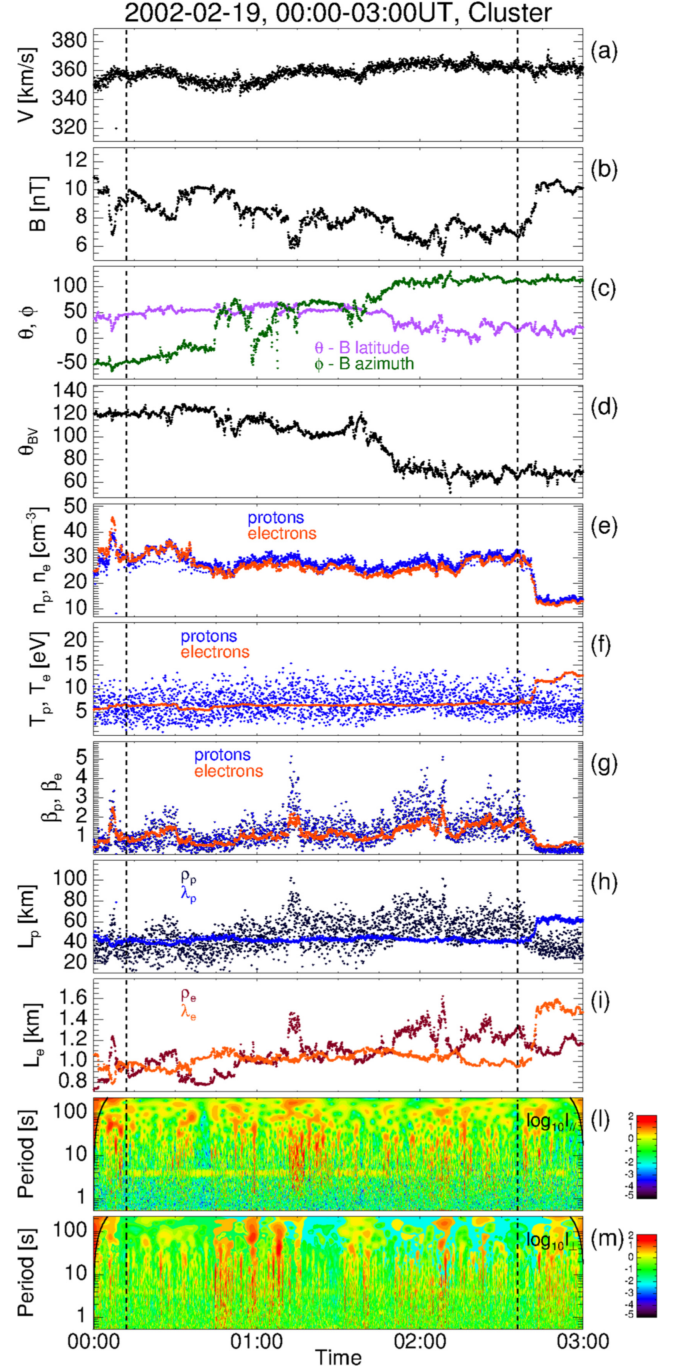 2002-02-19, 00:00-03:00UT, Cluster
(a)
V [km/s]
380
360
340
320
(b)
B [nT]
12
10
8
6
(c)
θ, ϕ
100
50
0
-50
θ - B latitude
ϕ - B azimuth
(d)
θBV
140
120
100
80
60
(e)
np, ne [cm-3]
50
40
30
20
10
protons
electrons
(f)
Tp, Te [eV]
20
15
10
5
protons
electrons
(g)
βp, βe
5
4
3
2
1
protons
electrons
(h)
Lp [km]
100
80
60
40
20
ρp
λp
(i)
Le [km]
1.6
1.4
1.2
1.0
0.8
ρe
λe
(l)
Period [s]
100
10
1
log10I//
2
1
0
-1
-2
-3
-4
-5
(m)
Period [s]
100
10
1
log10I⊥
2
1
0
-1
-2
-3
-4
-5
00:00 01:00 02:00 03:00
Time